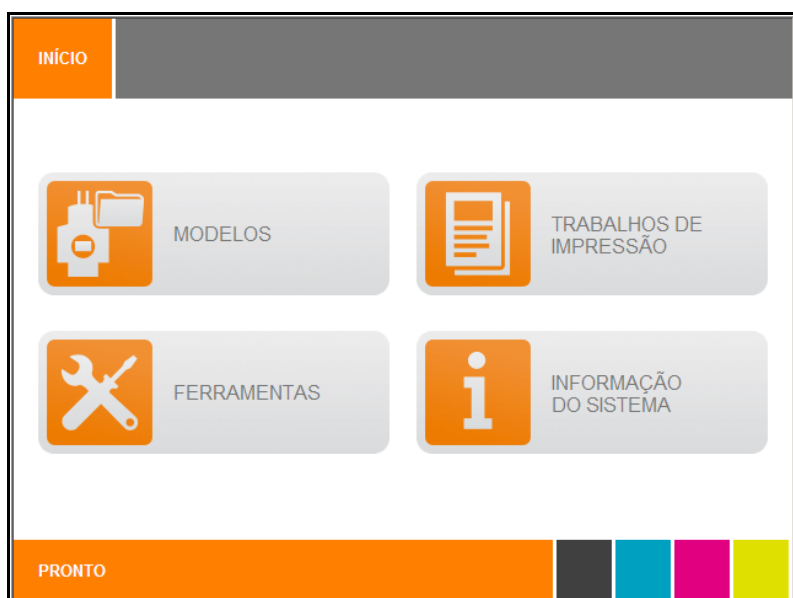 INÍCIO
MODELOS
TRABALHOS DE
IMPRESSÃO
FERRAMENTAS
INFORMAÇÃO
DO SISTEMA
PRONTO